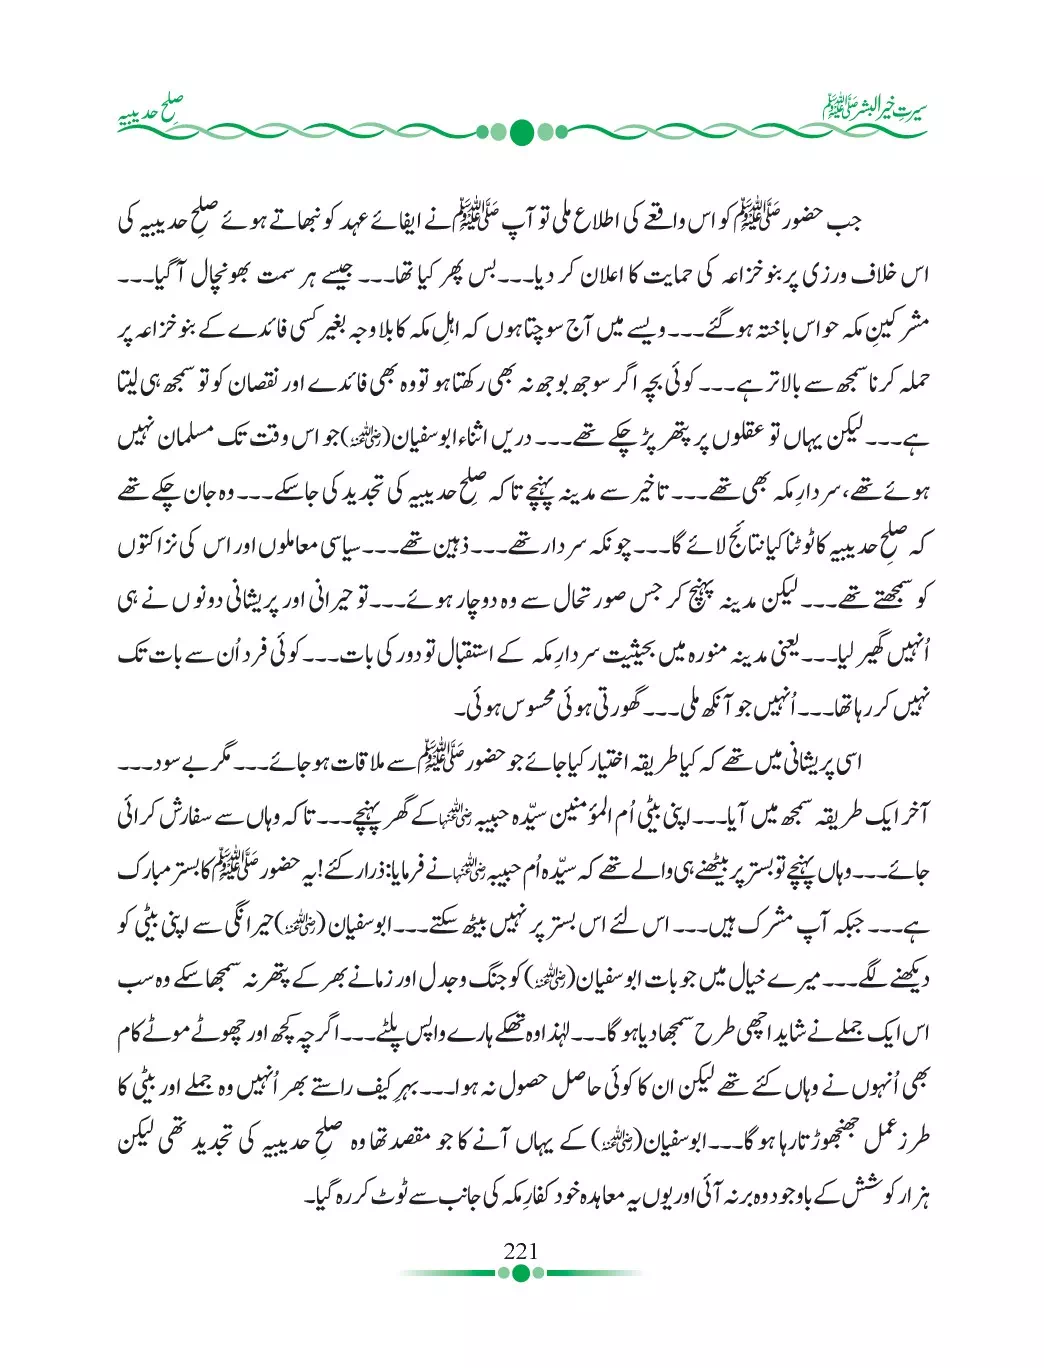 سیرتِ خیر البشر ﷺ
صلح حدیبیہ
جب حضور ﷺ کو اس واقعے کی اطلاع ملی تو آپ ﷺ نے ایفائے عہد کو نبھاتے ہوئے صلحِ حدیبیہ کی
اس خلاف ورزی پر بنو خزاعہ کی حمایت کا اعلان کر دیا۔۔۔بس پھر کیا تھا۔۔۔ جیسے ہر سمت بھونچال آ گیا۔۔۔
مشرکینِ مکہ حواس باختہ ہو گئے۔۔۔ ویسے میں آج سوچتا ہوں کہ اہلِ مکہ کا بلاوجہ بغیر کسی فائدے کے بنو خزاعہ پر
حملہ کرنا سمجھ سے بالاتر ہے۔۔۔ کوئی بچہ اگر سوجھ بوجھ نہ بھی رکھتا ہو تو وہ بھی فائدے اور نقصان کو تو سمجھ ہی لیتا
ہے۔۔۔ لیکن یہاں تو عقلوں پر پتھر پڑ چکے تھے۔۔۔ دریں اثناء ابوسفیان (رضی اللہ عنہ) جو اس وقت تک مسلمان نہیں
ہوئے تھے، سردارِ مکہ بھی تھے۔۔۔ تاخیر سے مدینہ پہنچے تاکہ صلحِ حدیبیہ کی تجدید کی جا سکے۔۔۔ وہ جان چکے تھے
کہ صلحِ حدیبیہ کا ٹوٹنا کیا نتائج لائے گا۔۔۔ چونکہ سردار تھے۔۔۔ ذہین تھے۔۔۔ سیاسی معاملوں اور اس کی نزاکتوں
کو سمجھتے تھے۔۔۔ لیکن مدینہ پہنچ کر جس صورتحال سے وہ دوچار ہوئے۔۔۔ تو حیرانی اور پریشانی دونوں نے ہی
اُنہیں گھیر لیا۔۔۔ یعنی مدینہ منورہ میں بحیثیت سردارِ مکہ کے استقبال تو دور کی بات۔۔۔ کوئی فرد اُن سے بات تک
نہیں کر رہا تھا۔۔۔ اُنہیں جو آنکھ ملی۔۔۔ گھورتی ہوئی محسوس ہوئی۔
اسی پریشانی میں تھے کہ کیا طریقہ اختیار کیا جائے جو حضور ﷺ سے ملاقات ہو جائے۔۔۔ مگر بے سود۔۔۔
آخر ایک طریقہ سمجھ میں آیا۔۔۔ اپنی بیٹی اُم المؤمنین سیّدہ حبیبہ رضی اللہ عنہا کے گھر پہنچے۔۔۔ تاکہ وہاں سے سفارش کرائی
جائے۔۔۔ وہاں پہنچے تو بستر پر بیٹھنے ہی والے تھے کہ سیّدہ اُم حبیبہ رضی اللہ عنہا نے فرمایا: ذرا رکئے! یہ حضور ﷺ کا بستر مبارک
ہے۔۔۔ جبکہ آپ مشرک ہیں۔۔۔ اس لئے اس بستر پر نہیں بیٹھ سکتے۔۔۔ ابوسفیان (رضی اللہ عنہ) حیرانگی سے اپنی بیٹی کو
دیکھنے لگے۔۔۔ میرے خیال میں جو بات ابوسفیان (رضی اللہ عنہ) کو جنگ و جدل اور زمانے بھر کے پتھر نہ سمجھا سکے وہ سب
اس ایک جملے نے شاید اچھی طرح سمجھا دیا ہو گا۔۔۔ لہٰذا وہ تھکے ہارے واپس پلٹے۔۔۔ اگرچہ کچھ اور چھوٹے موٹے کام
بھی اُنہوں نے وہاں کئے تھے لیکن ان کا کوئی حاصل حصول نہ ہوا۔۔۔ بہرِ کیف راستے بھر اُنہیں وہ جملے اور بیٹی کا
طرزِ عمل جھنجھوڑتا رہا ہو گا۔۔۔ ابوسفیان (رضی اللہ عنہ) کے یہاں آنے کا جو مقصد تھا وہ صلحِ حدیبیہ کی تجدید تھی لیکن
ہزار کوشش کے باوجود وہ بر نہ آئی اور یوں یہ معاہدہ خود کفارِ مکہ کی جانب سے ٹوٹ کر رہ گیا۔
221